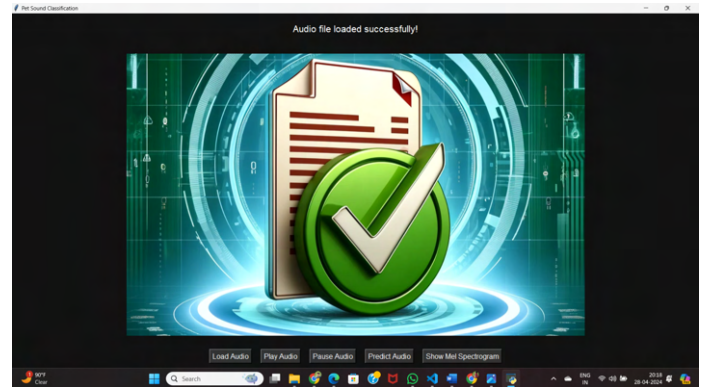 Pet Sound Classification
Audio file loaded successfully!
Load Audio
Play Audio
Pause Audio
Predict Audio
Show Mel Spectrogram
90°F
Clear
Search
ENG
IN
20:18
28-04-2024